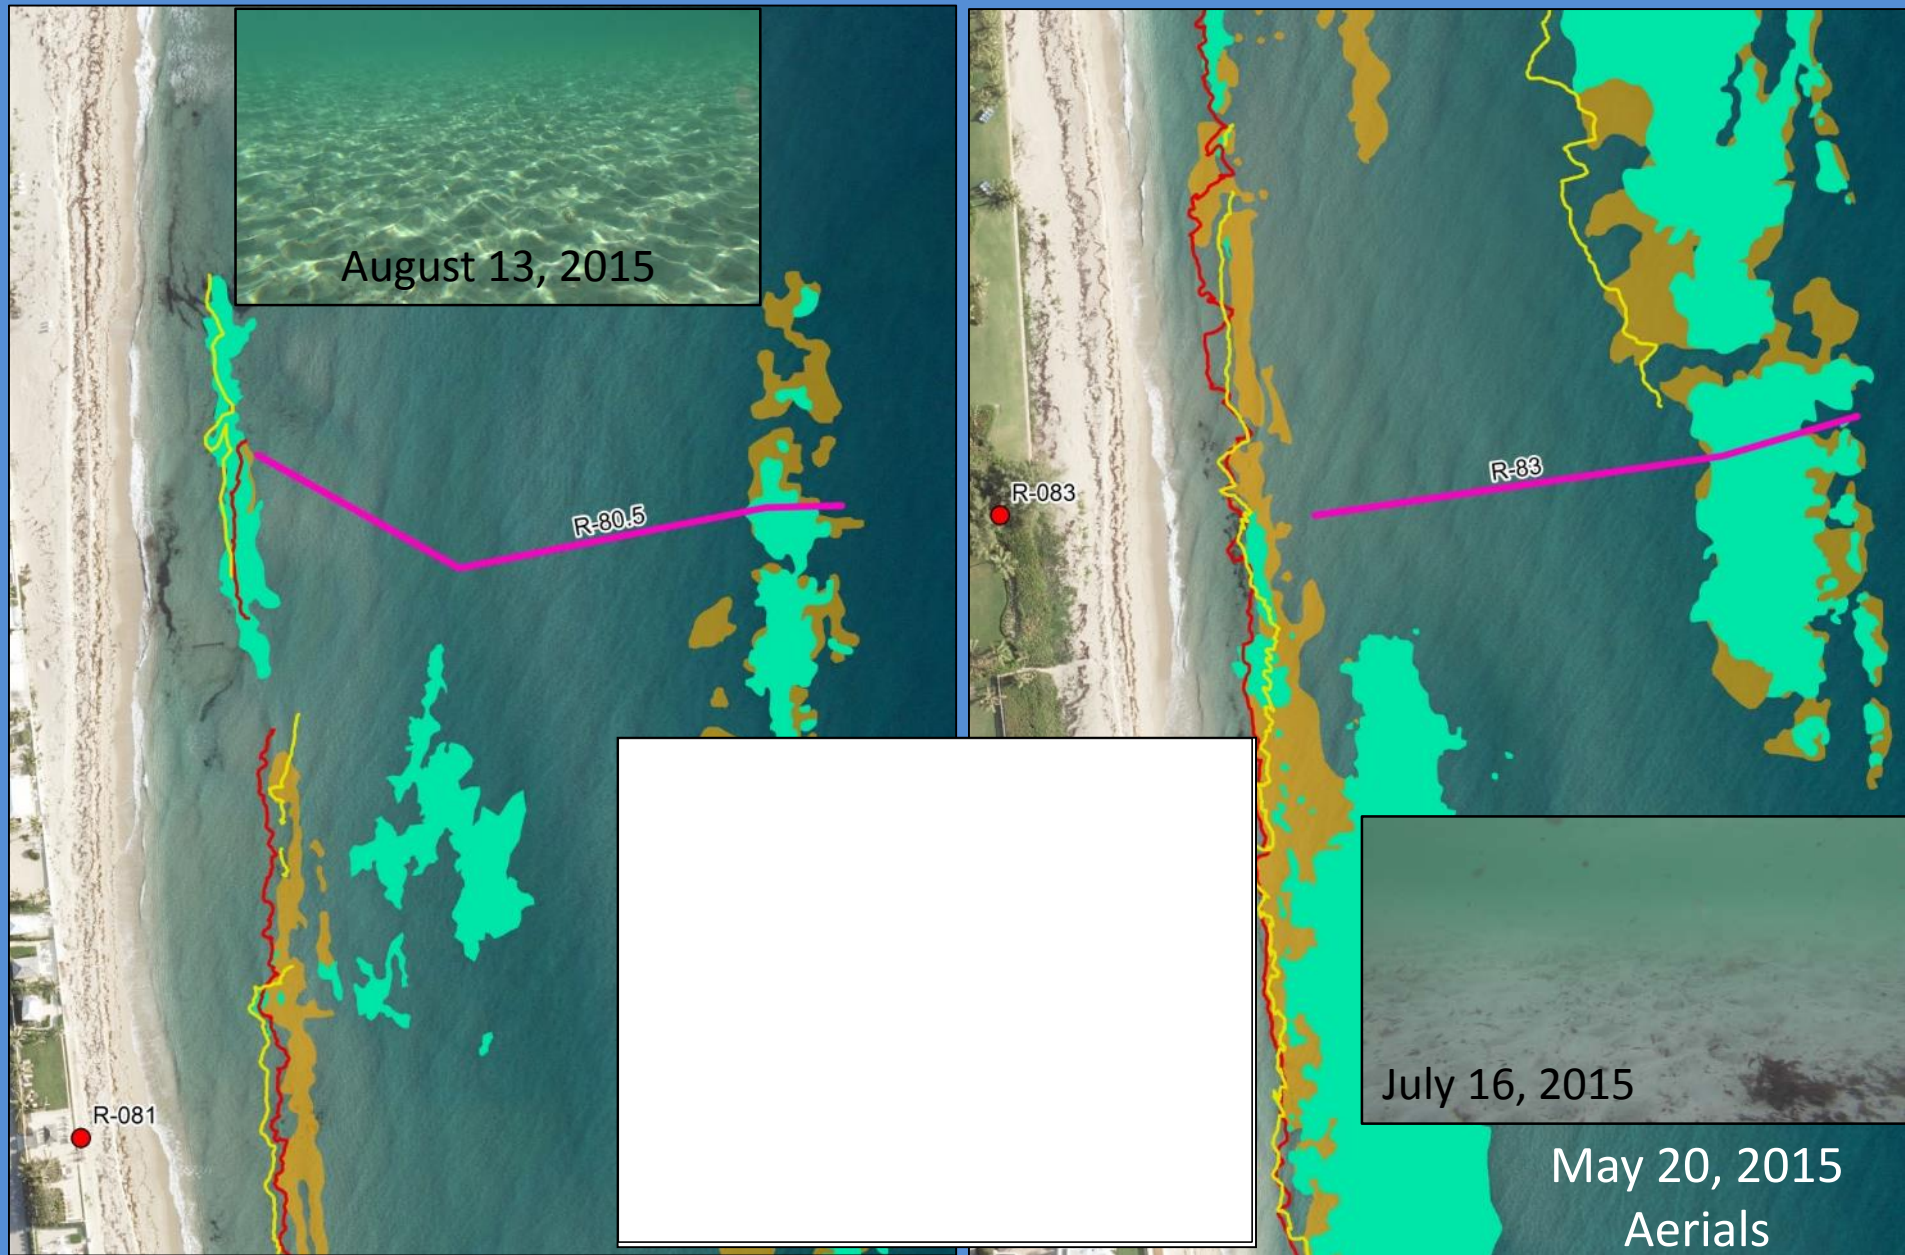 August 13, 2015
R-80.5
R-081
R-083
R-83
July 16, 2015
May 20, 2015
Aerials